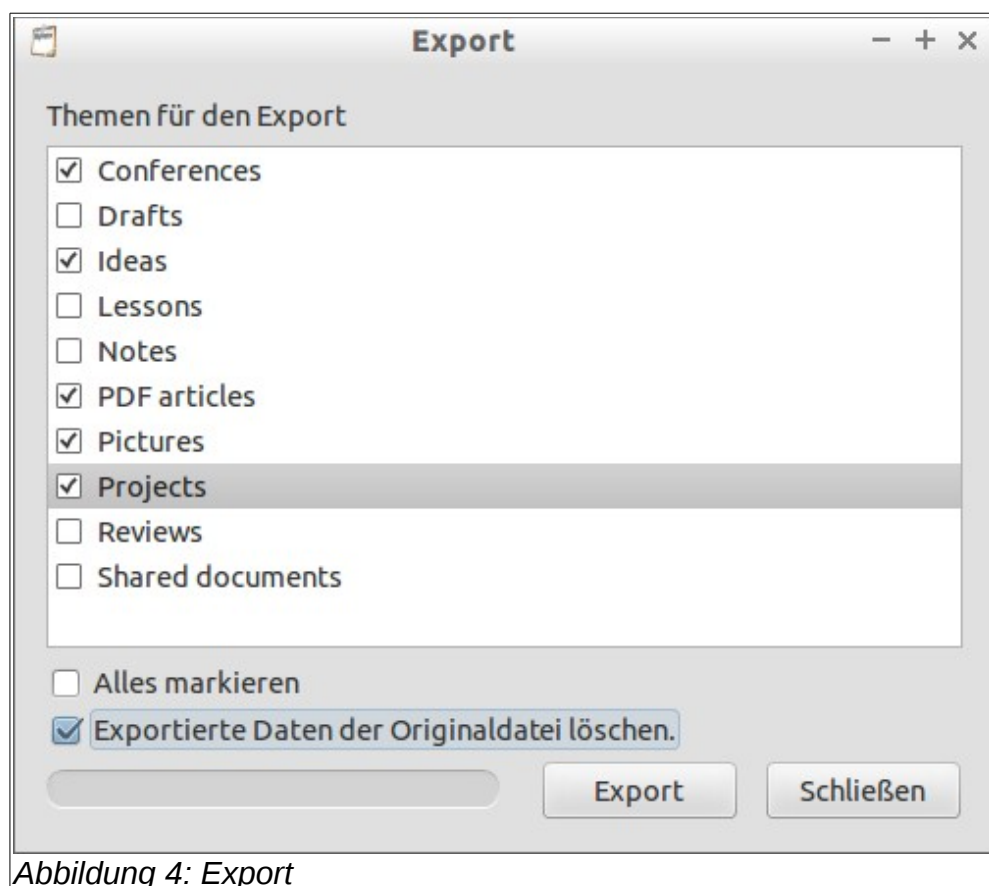 Export
Themen für den Export
Conferences
Drafts
Ideas
Lessons
Notes
PDF articles
Pictures
Projects
Reviews
Shared documents
Alles markieren
Exportierte Daten der Originaldatei löschen.
Export Schließen
Abbildung 4: Export